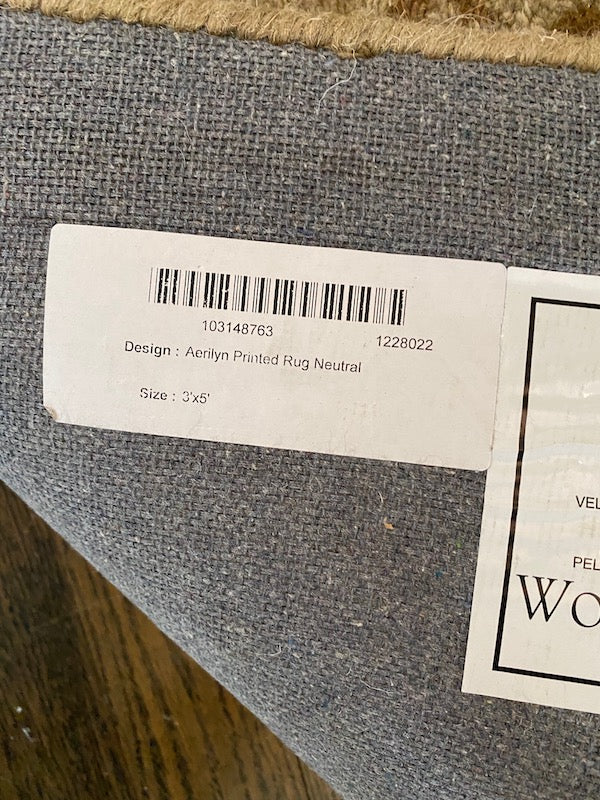 103148763
1228022
Design : Aerilyn Printed Rug Neutral
Size : 3'x5'
VEL
PEL
WO